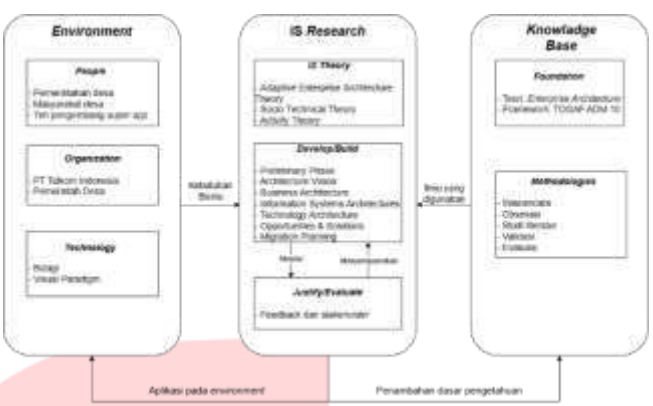 Environment
People
- Pemerintahan desa
- Masyarakat desa
- Tim pengembang super app
Organization
- PT Telkom Indonesia
- Pemerintah Desa
Technology
- Bizagi
- Visual Paradigm
Kebutuhan
Bisnis
IS Research
IS Theory
- Adaptive Enterprise Architecture
Theory
- Socio Technical Theory
- Activity Theory
Develop/Build
- Preliminary Phase
- Architecture Vision
- Business Architecture
- Information Systems Architectures
- Technology Architecture
- Opportunities & Solutions
- Migration Planning
Menilai
Menyempurnakan
Justify/Evaluate
- Feedback dari stakeholder
Ilmu yang
digunakan
Knowladge
Base
Foundation
- Teori Enterprise Architecture
- Framework TOGAF ADM 10
Methodologies
- Wawancara
- Observasi
- Studi literatur
- Validasi
- Evaluasi
Aplikasi pada environment
Penambahan dasar pengetahuan